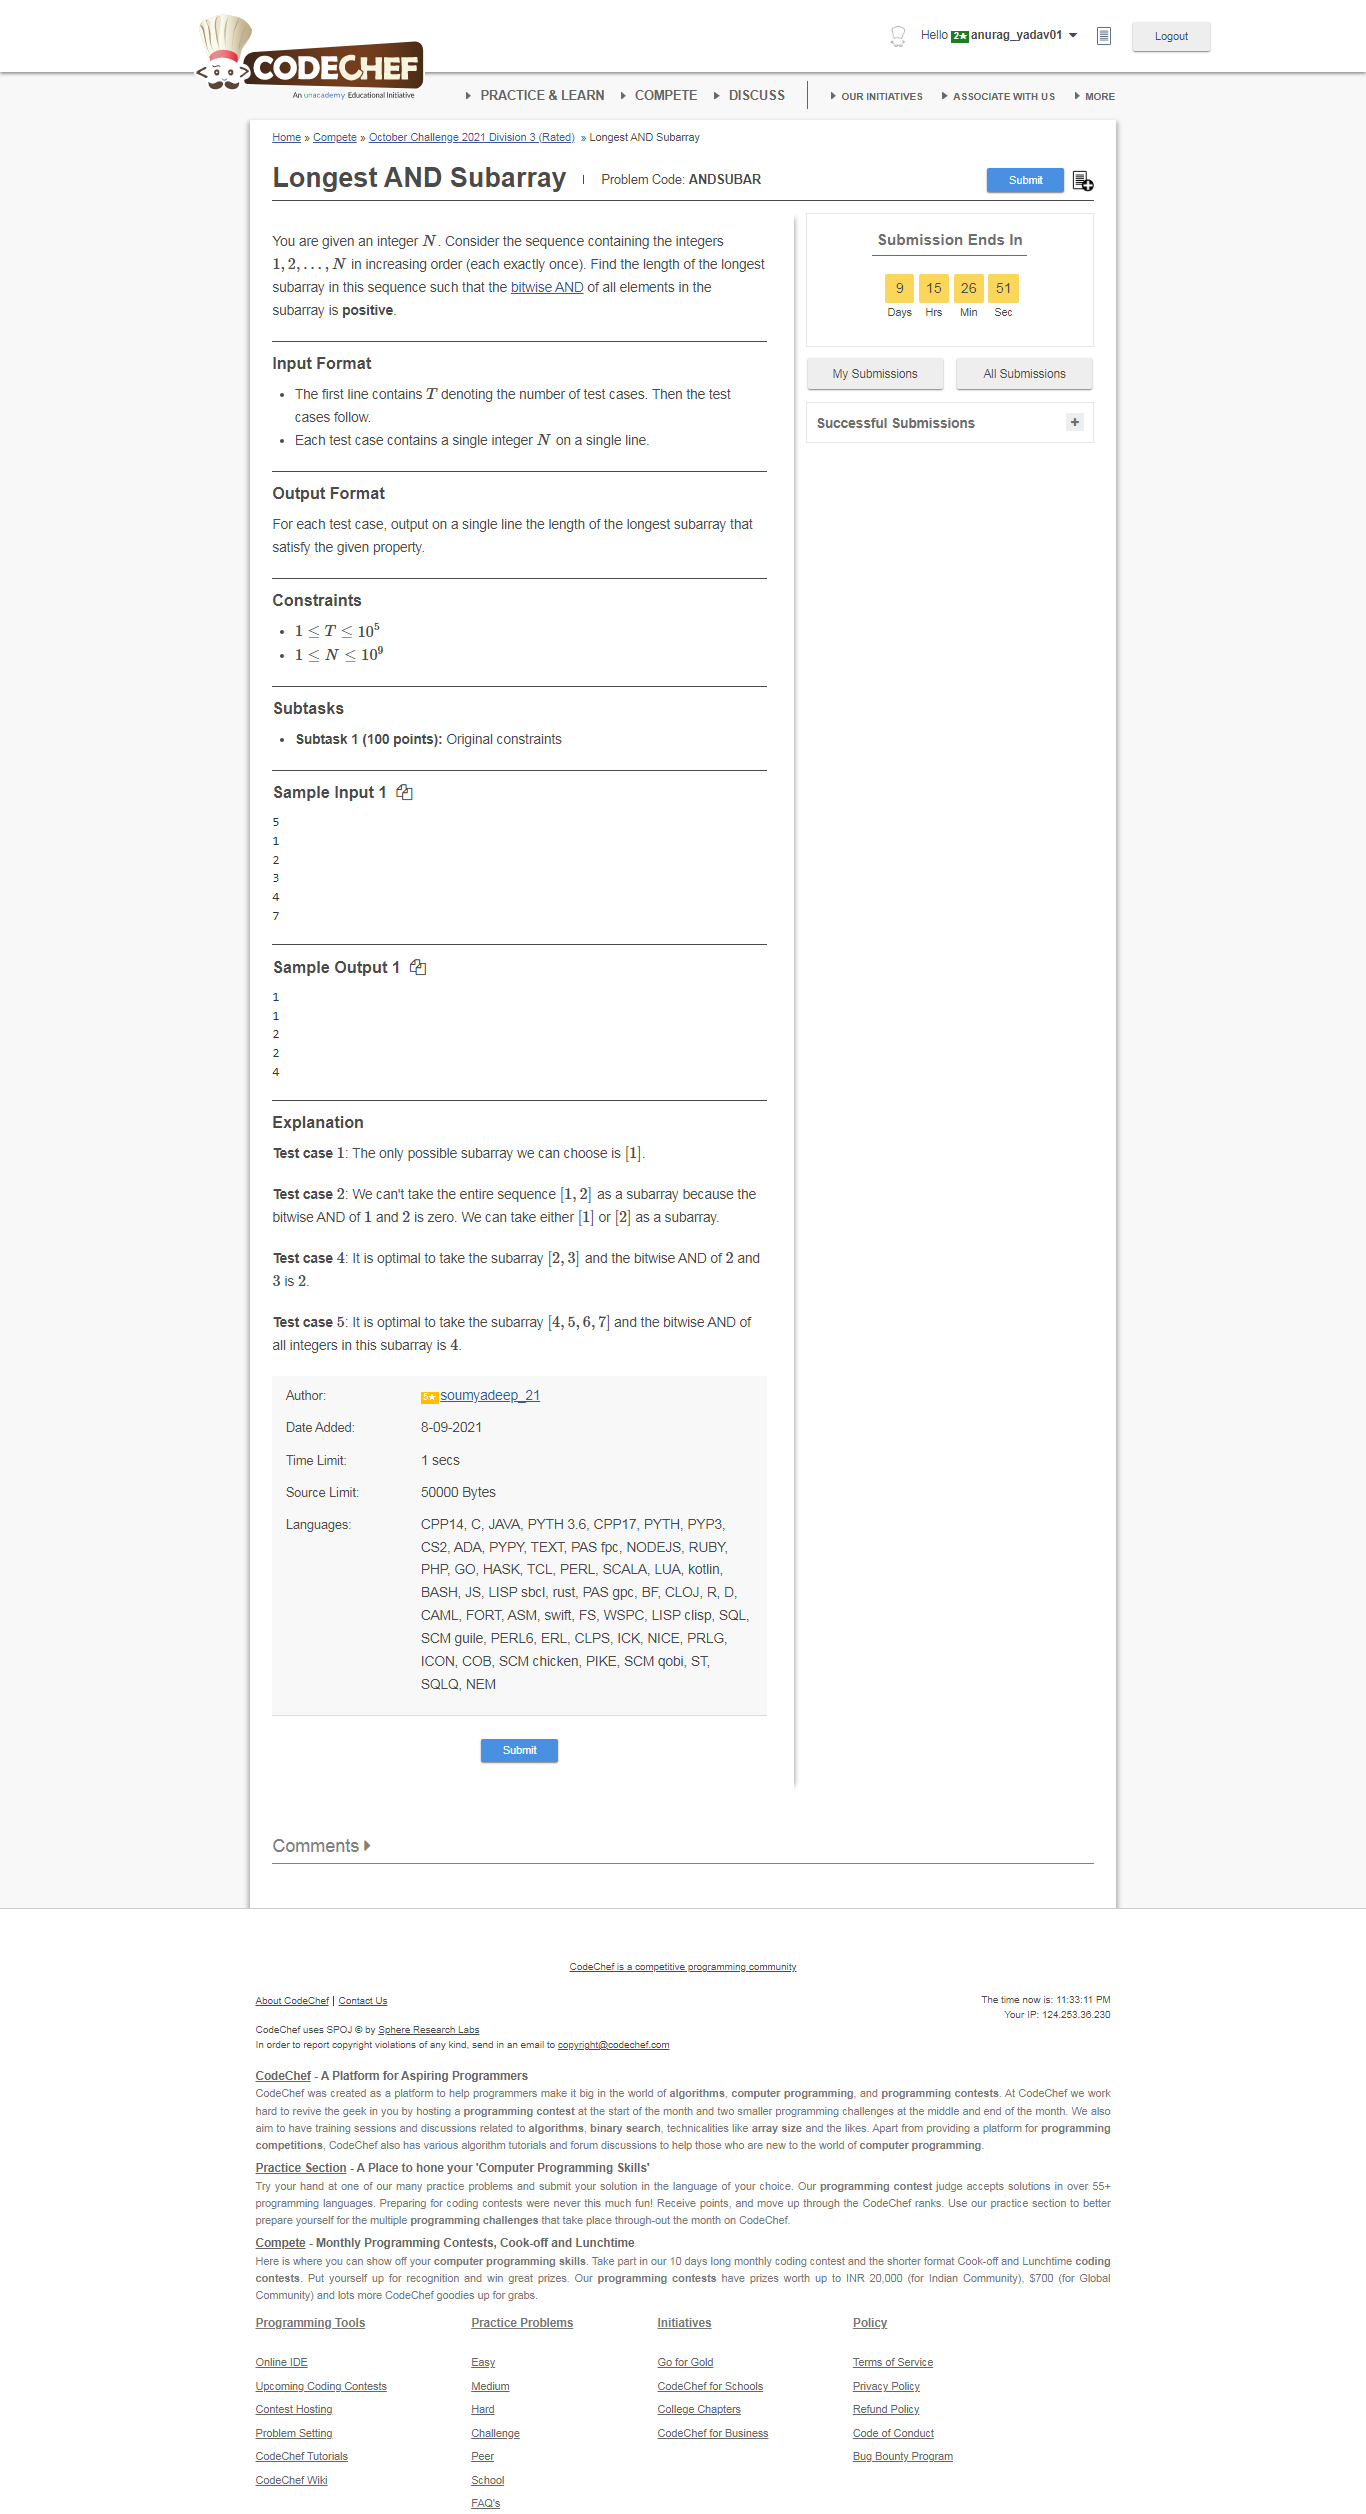 Hello 2★ anurag_yadav01
Logout
CODECHEF
An unacademy Educational Initiative
PRACTICE & LEARN COMPETE DISCUSS OUR INITIATIVES ASSOCIATE WITH US MORE
Home » Compete » October Challenge 2021 Division 3 (Rated) » Longest AND Subarray
Longest AND Subarray | Problem Code: ANDSUBAR
Submit
You are given an integer N. Consider the sequence containing the integers
1, 2, …, N in increasing order (each exactly once). Find the length of the longest
subarray in this sequence such that the bitwise AND of all elements in the
subarray is positive.
Input Format
• The first line contains T denoting the number of test cases. Then the test
cases follow.
• Each test case contains a single integer N on a single line.
Output Format
For each test case, output on a single line the length of the longest subarray that
satisfy the given property.
Constraints
• 1 ≤ T ≤ 10⁵
• 1 ≤ N ≤ 10⁹
Subtasks
• Subtask 1 (100 points): Original constraints
Sample Input 1
5
1
2
3
4
7
Sample Output 1
1
1
2
2
4
Explanation
Test case 1: The only possible subarray we can choose is [1].
Test case 2: We can't take the entire sequence [1, 2] as a subarray because the
bitwise AND of 1 and 2 is zero. We can take either [1] or [2] as a subarray.
Test case 4: It is optimal to take the subarray [2, 3] and the bitwise AND of 2 and
3 is 2.
Test case 5: It is optimal to take the subarray [4, 5, 6, 7] and the bitwise AND of
all integers in this subarray is 4.
Author: 5★ soumyadeep_21
Date Added: 8-09-2021
Time Limit: 1 secs
Source Limit: 50000 Bytes
Languages: CPP14, C, JAVA, PYTH 3.6, CPP17, PYTH, PYP3,
CS2, ADA, PYPY, TEXT, PAS fpc, NODEJS, RUBY,
PHP, GO, HASK, TCL, PERL, SCALA, LUA, kotlin,
BASH, JS, LISP sbcl, rust, PAS gpc, BF, CLOJ, R, D,
CAML, FORT, ASM, swift, FS, WSPC, LISP clisp, SQL,
SCM guile, PERL6, ERL, CLPS, ICK, NICE, PRLG,
ICON, COB, SCM chicken, PIKE, SCM qobi, ST,
SQLQ, NEM
Submit
Submission Ends In
9 15 26 51
Days Hrs Min Sec
My Submissions All Submissions
Successful Submissions +
Comments
CodeChef is a competitive programming community
About CodeChef | Contact Us
The time now is: 11:33:11 PM
Your IP: 124.253.36.230
CodeChef uses SPOJ © by Sphere Research Labs
In order to report copyright violations of any kind, send in an email to copyright@codechef.com
CodeChef - A Platform for Aspiring Programmers
CodeChef was created as a platform to help programmers make it big in the world of algorithms, computer programming, and programming contests. At CodeChef we work
hard to revive the geek in you by hosting a programming contest at the start of the month and two smaller programming challenges at the middle and end of the month. We also
aim to have training sessions and discussions related to algorithms, binary search, technicalities like array size and the likes. Apart from providing a platform for programming
competitions, CodeChef also has various algorithm tutorials and forum discussions to help those who are new to the world of computer programming.
Practice Section - A Place to hone your 'Computer Programming Skills'
Try your hand at one of our many practice problems and submit your solution in the language of your choice. Our programming contest judge accepts solutions in over 55+
programming languages. Preparing for coding contests were never this much fun! Receive points, and move up through the CodeChef ranks. Use our practice section to better
prepare yourself for the multiple programming challenges that take place through-out the month on CodeChef.
Compete - Monthly Programming Contests, Cook-off and Lunchtime
Here is where you can show off your computer programming skills. Take part in our 10 days long monthly coding contest and the shorter format Cook-off and Lunchtime coding
contests. Put yourself up for recognition and win great prizes. Our programming contests have prizes worth up to INR 20,000 (for Indian Community), $700 (for Global
Community) and lots more CodeChef goodies up for grabs.
Programming Tools Practice Problems Initiatives Policy
Online IDE Easy Go for Gold Terms of Service
Upcoming Coding Contests Medium CodeChef for Schools Privacy Policy
Contest Hosting Hard College Chapters Refund Policy
Problem Setting Challenge CodeChef for Business Code of Conduct
CodeChef Tutorials Peer Bug Bounty Program
CodeChef Wiki School
FAQ's